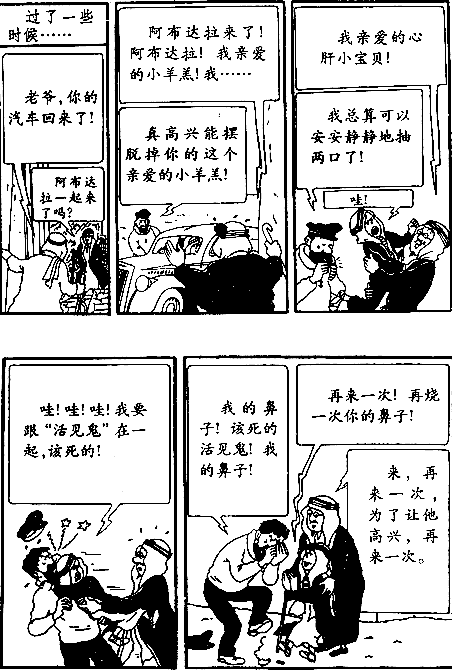 过了一些
时候……
老爷,你的
汽车回来了!
阿布达
拉一起来
了吗?
阿布达拉来了!
阿布达拉!我亲爱
的小羊羔!我……
真高兴能摆
脱掉你的这个
亲爱的小羊羔!
我亲爱的心
肝小宝贝!
我总算可以
安安静静地抽
两口了!
哇!
哇!哇!哇!我要
跟“活见鬼”在一
起,该死的!
我的鼻
子!该死的
活见鬼!我
的鼻子!
再来一次!再烧
一次你的鼻子!
来,再
来一次,
为了让他
高兴,再
来一次。